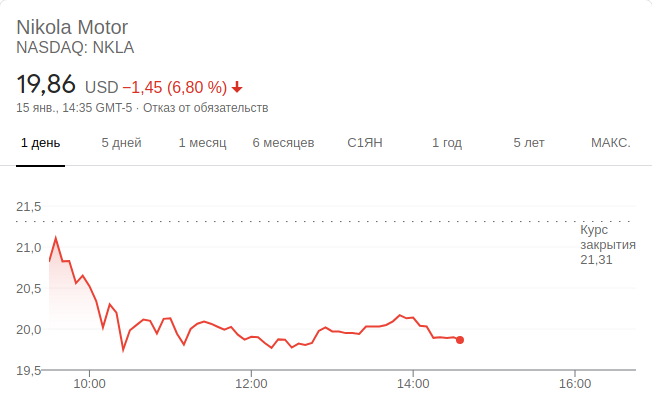 Nikola Motor
NASDAQ: NKLA
19,86 USD −1,45 (6,80 %)
15 янв., 14:35 GMT-5 · Отказ от обязательств
1 день 5 дней 1 месяц 6 месяцев С1ЯН 1 год 5 лет МАКС.
21,5
Курс
закрытия
21,31
21,0
20,5
20,0
19,5
10:00 12:00 14:00 16:00